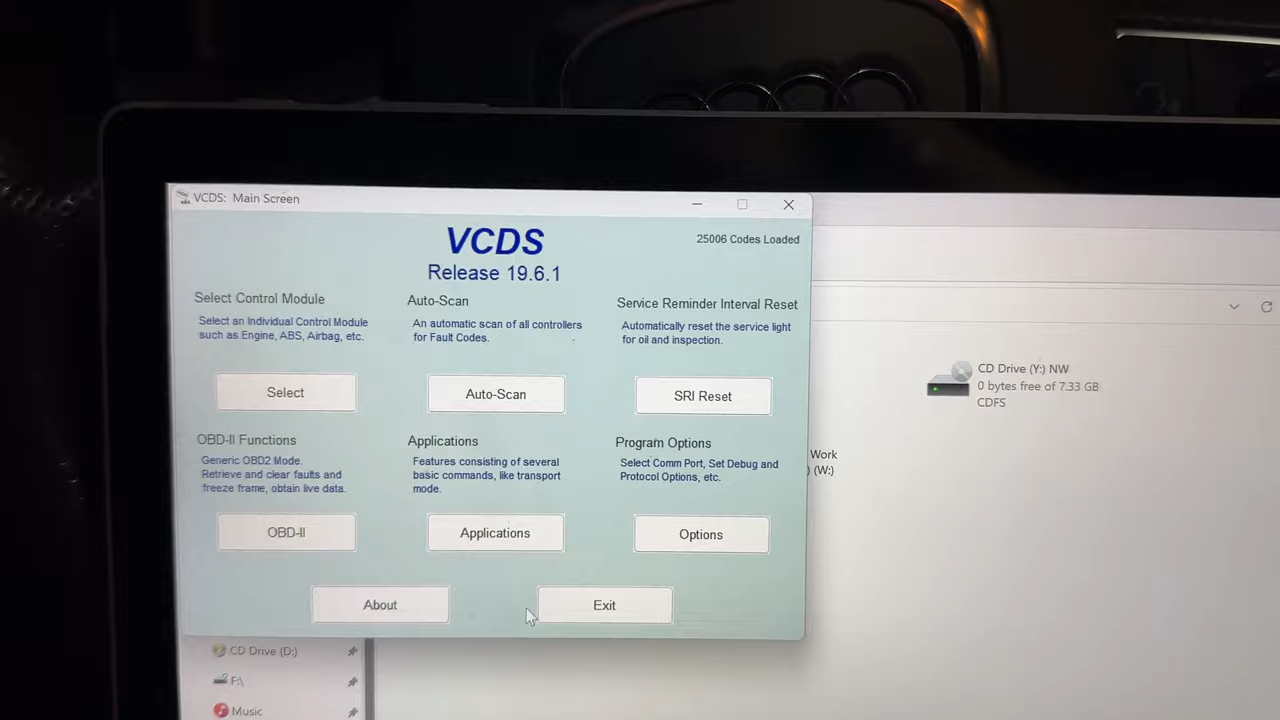 VCDS: Main Screen
VCDS
Release 19.6.1
25006 Codes Loaded
Select Control Module
Select an Individual Control Module
such as Engine, ABS, Airbag, etc.
Select
Auto-Scan
An automatic scan of all controllers
for Fault Codes.
Auto-Scan
Service Reminder Interval Reset
Automatically reset the service light
for oil and inspection.
SRI Reset
OBD-II Functions
Generic OBD2 Mode.
Retrieve and clear faults and
freeze frame, obtain live data.
OBD-II
Applications
Features consisting of several
basic commands, like transport
mode.
Applications
Program Options
Select Comm Port, Set Debug and
Protocol Options, etc.
Options
About
Exit
CD Drive (Y:) NW
0 bytes free of 7.33 GB
CDFS
Work
) (W:)
CD Drive (D:)
F:\
Music